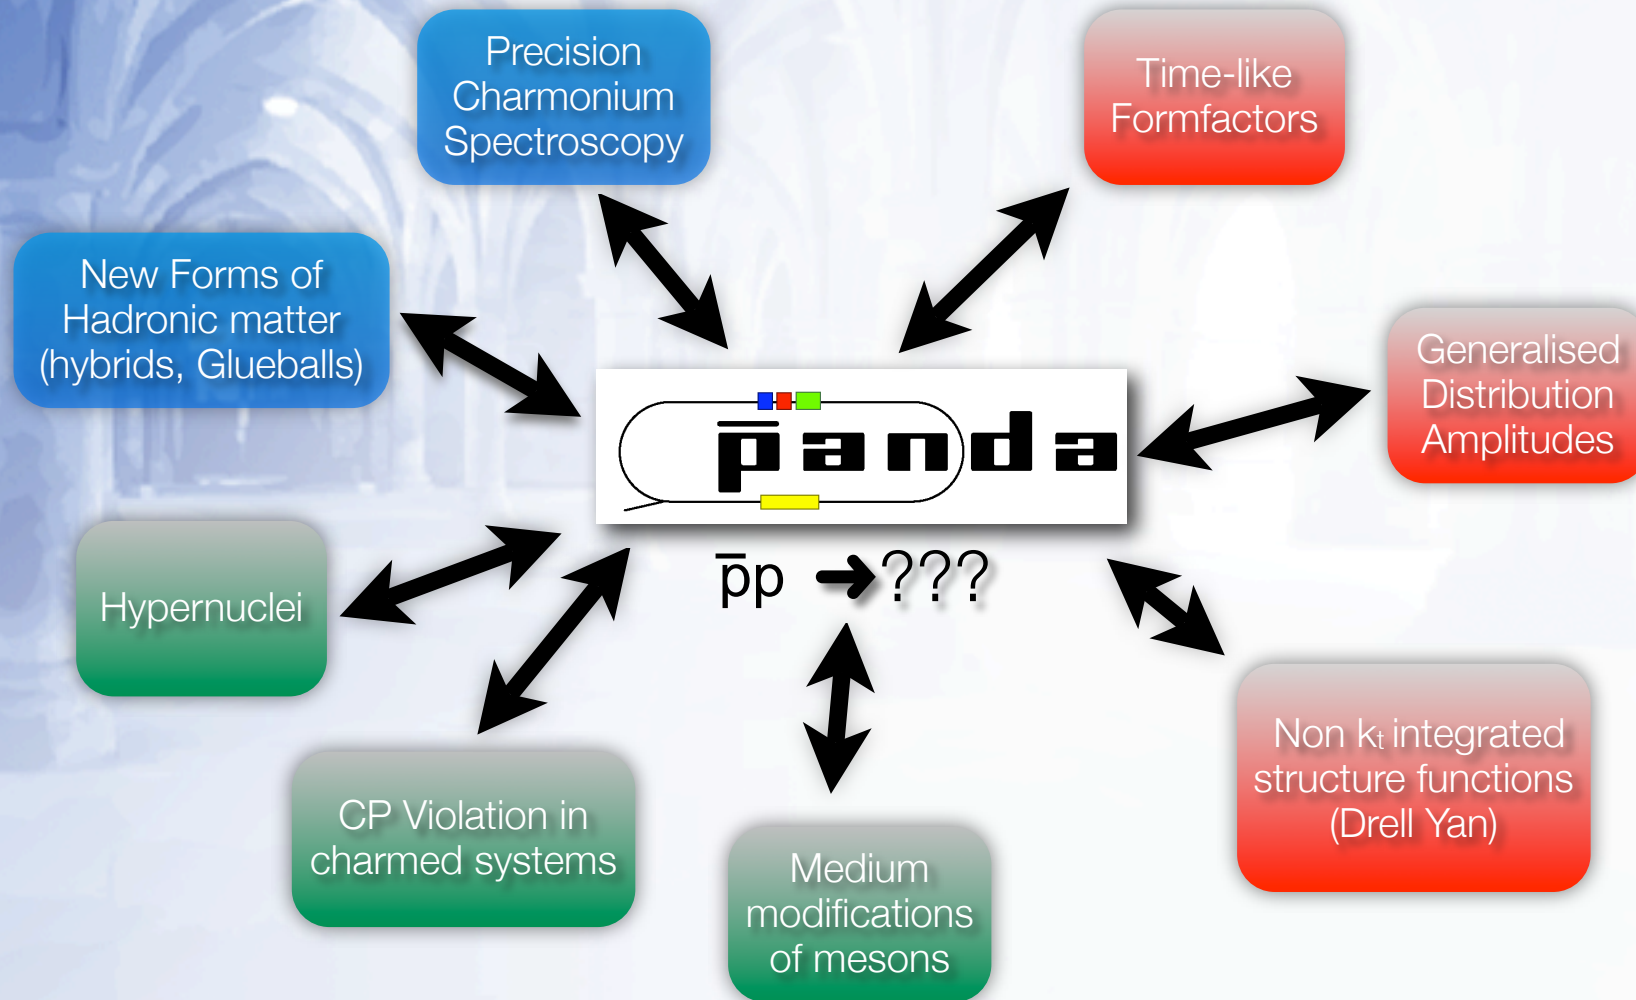 Precision
Charmonium
Spectroscopy
Time-like
Formfactors
New Forms of
Hadronic matter
(hybrids, Glueballs)
Generalised
Distribution
Amplitudes
p̅anda
p̅p ➜???
Hypernuclei
Non kₜ integrated
structure functions
(Drell Yan)
CP Violation in
charmed systems
Medium
modifications
of mesons